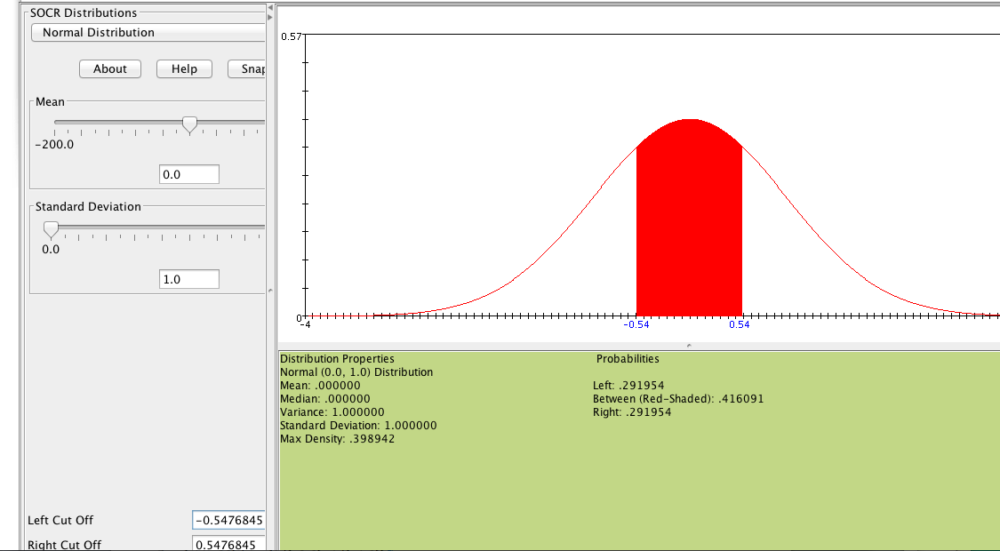 SOCR Distributions
Normal Distribution
About Help Snap
Mean
-200.0
0.0
Standard Deviation
0.0
1.0
Left Cut Off -0.5476845
Right Cut Off 0.5476845
0.57
0
-4 -0.54 0.54
Distribution Properties
Normal (0.0, 1.0) Distribution
Mean: .000000
Median: .000000
Variance: 1.000000
Standard Deviation: 1.000000
Max Density: .398942
Probabilities
Left: .291954
Between (Red-Shaded): .416091
Right: .291954